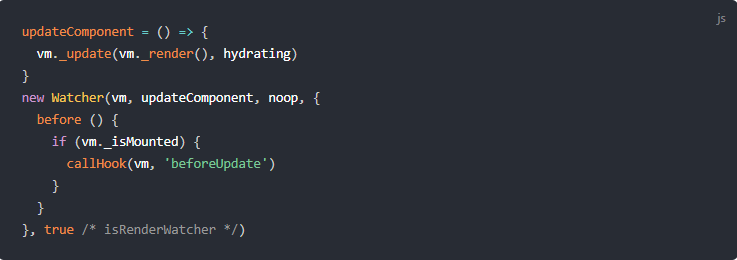 js
updateComponent = () => {
  vm._update(vm._render(), hydrating)
}
new Watcher(vm, updateComponent, noop, {
  before () {
    if (vm._isMounted) {
      callHook(vm, 'beforeUpdate')
    }
  }
}, true /* isRenderWatcher */)